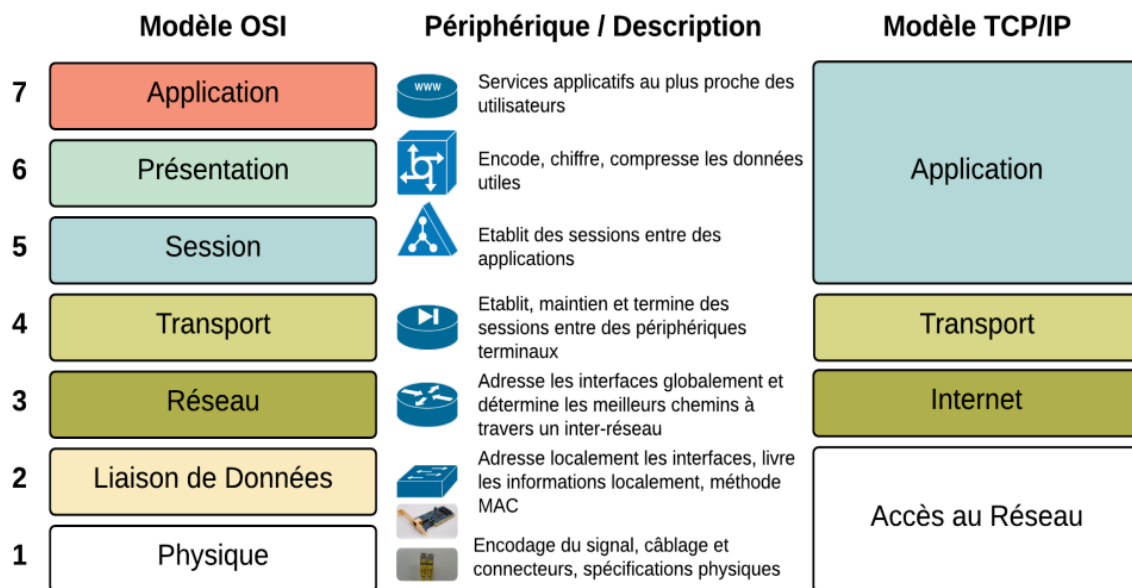 Modèle OSI
Périphérique / Description
Modèle TCP/IP
7
Application
www
Services applicatifs au plus proche des
utilisateurs
6
Présentation
Encode, chiffre, compresse les données
utiles
Application
5
Session
Etablit des sessions entre des
applications
4
Transport
Etablit, maintien et termine des
sessions entre des périphériques
terminaux
Transport
3
Réseau
Adresse les interfaces globalement et
détermine les meilleurs chemins à
travers un inter-réseau
Internet
2
Liaison de Données
Adresse localement les interfaces, livre
les informations localement, méthode
MAC
Accès au Réseau
1
Physique
Encodage du signal, câblage et
connecteurs, spécifications physiques